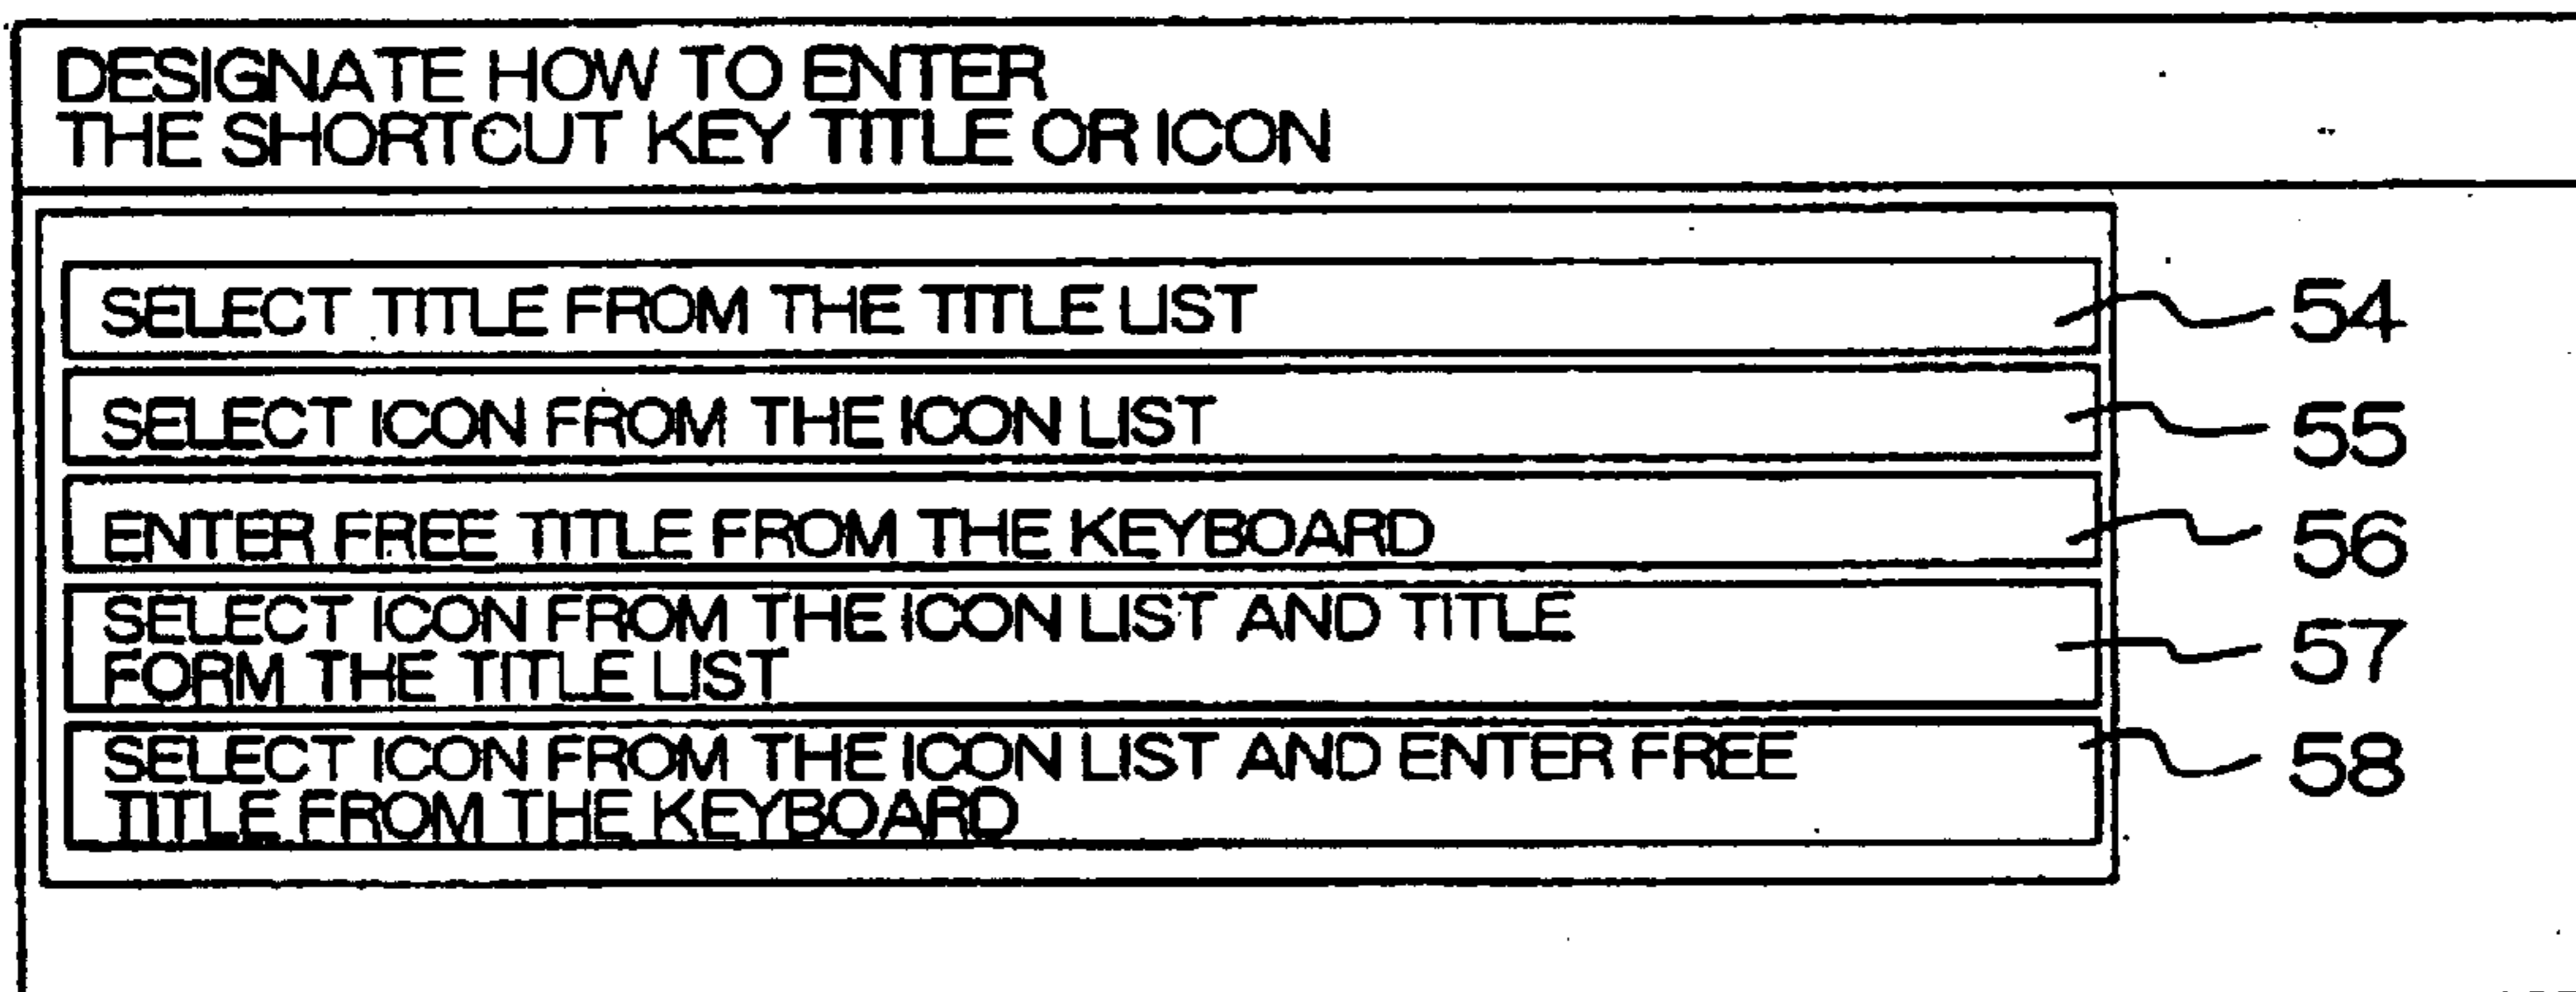 DESIGNATE HOW TO ENTER
THE SHORTCUT KEY TITLE OR ICON
SELECT TITLE FROM THE TITLE LIST
54
SELECT ICON FROM THE ICON LIST
55
ENTER FREE TITLE FROM THE KEYBOARD
56
SELECT ICON FROM THE ICON LIST AND TITLE
FORM THE TITLE LIST
57
SELECT ICON FROM THE ICON LIST AND ENTER FREE
TITLE FROM THE KEYBOARD
58